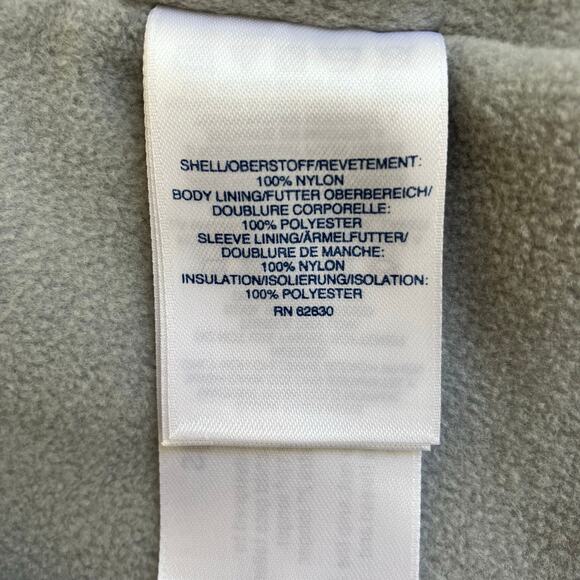 SHELL/OBERSTOFF/REVETEMENT:
100% NYLON
BODY LINING/FUTTER OBERBEREICH/
DOUBLURE CORPORELLE:
100% POLYESTER
SLEEVE LINING/ÄRMELFUTTER/
DOUBLURE DE MANCHE:
100% NYLON
INSULATION/ISOLIERUNG/ISOLATION:
100% POLYESTER
RN 62830